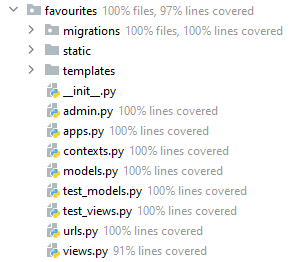 favourites 100% files, 97% lines covered
migrations 100% files, 100% lines covered
static
templates
__init__.py
admin.py 100% lines covered
apps.py 100% lines covered
contexts.py 100% lines covered
models.py 100% lines covered
test_models.py 100% lines covered
test_views.py 100% lines covered
urls.py 100% lines covered
views.py 91% lines covered